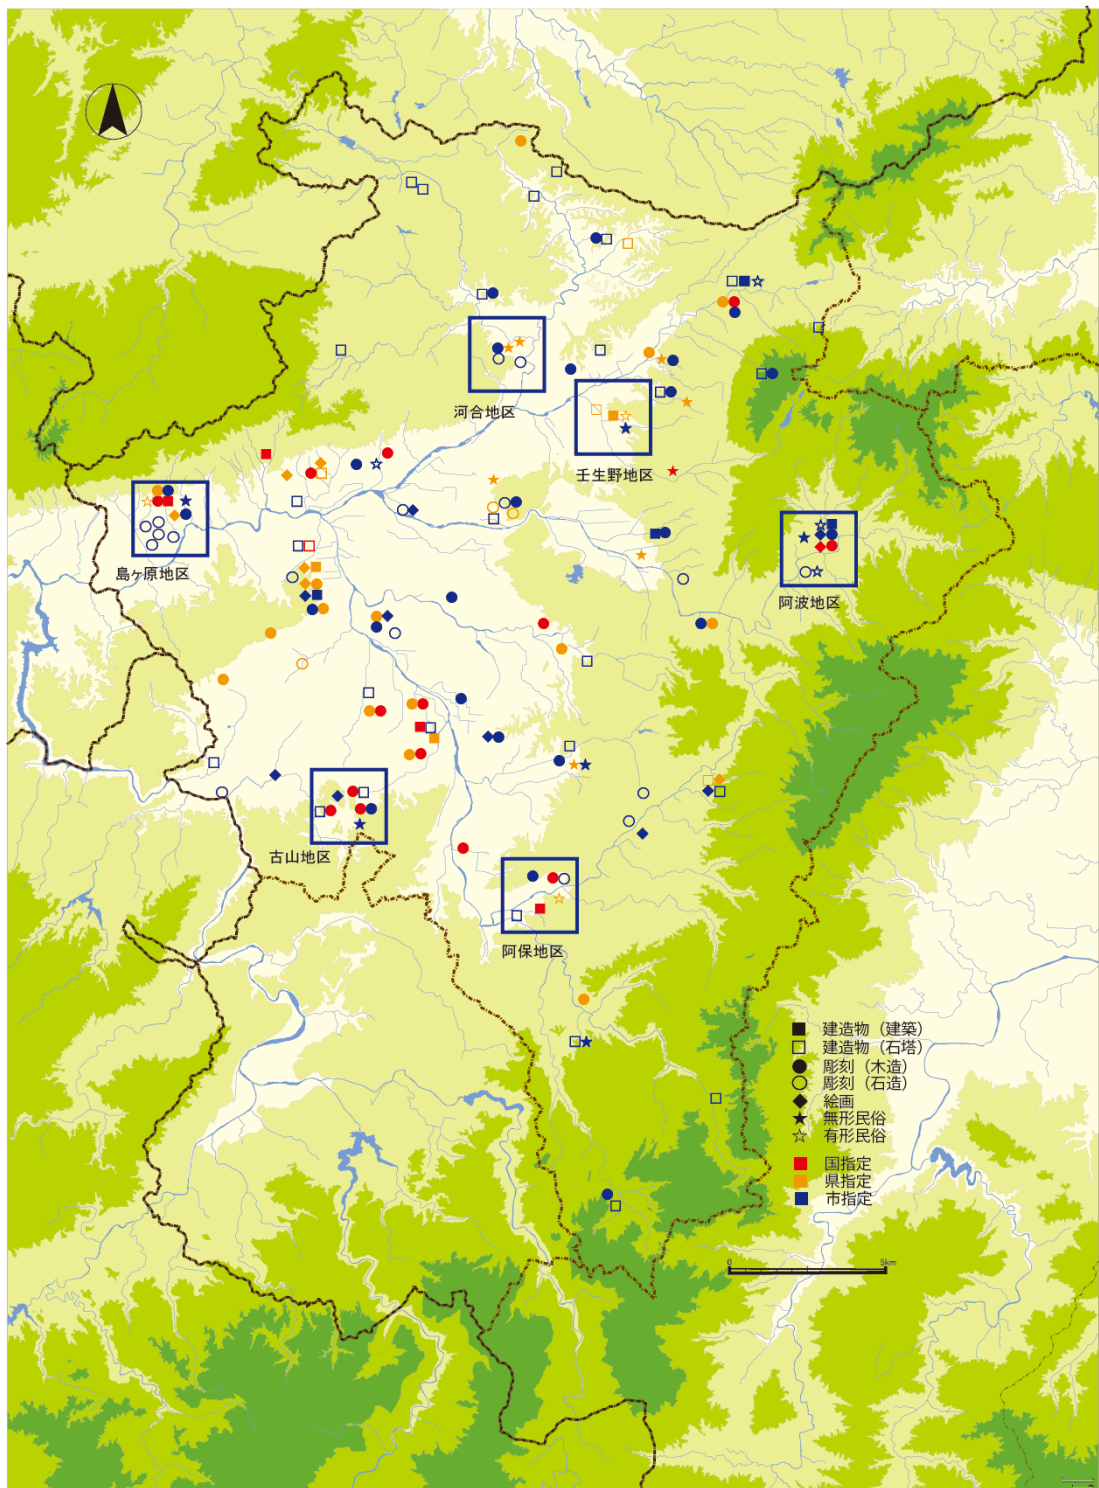 河合地区
壬生野地区
島ヶ原地区
阿波地区
古山地区
阿保地区
建造物（建築）
建造物（石塔）
彫刻（木造）
彫刻（石造）
絵画
無形民俗
有形民俗
国指定
県指定
市指定
0 5km